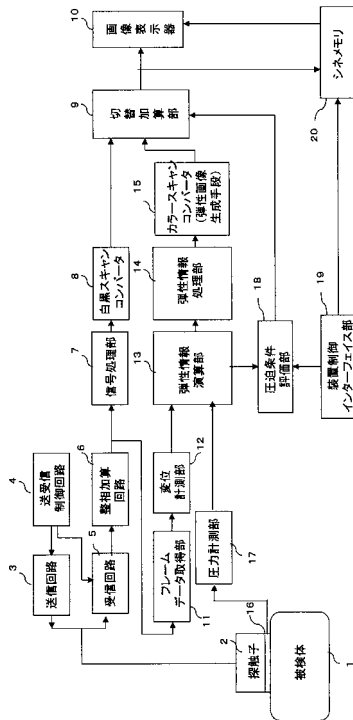 10
画像表示器
9
切替加算部
シネメモリ
20
15
カラースキャン
コンバータ
(弾性画像
生成手段)
8
白黒スキャン
コンバータ
14
弾性情報
処理部
18
圧迫条件
評価部
19
装置制御
インターフェイス部
7
信号処理部
13
弾性情報
演算部
4
送受信
制御回路
6
整相加算
回路
12
変位
計測部
17
圧力計測部
3
送信回路
5
受信回路
フレーム
データ取得部
11
2
探触子
16
被検体
1